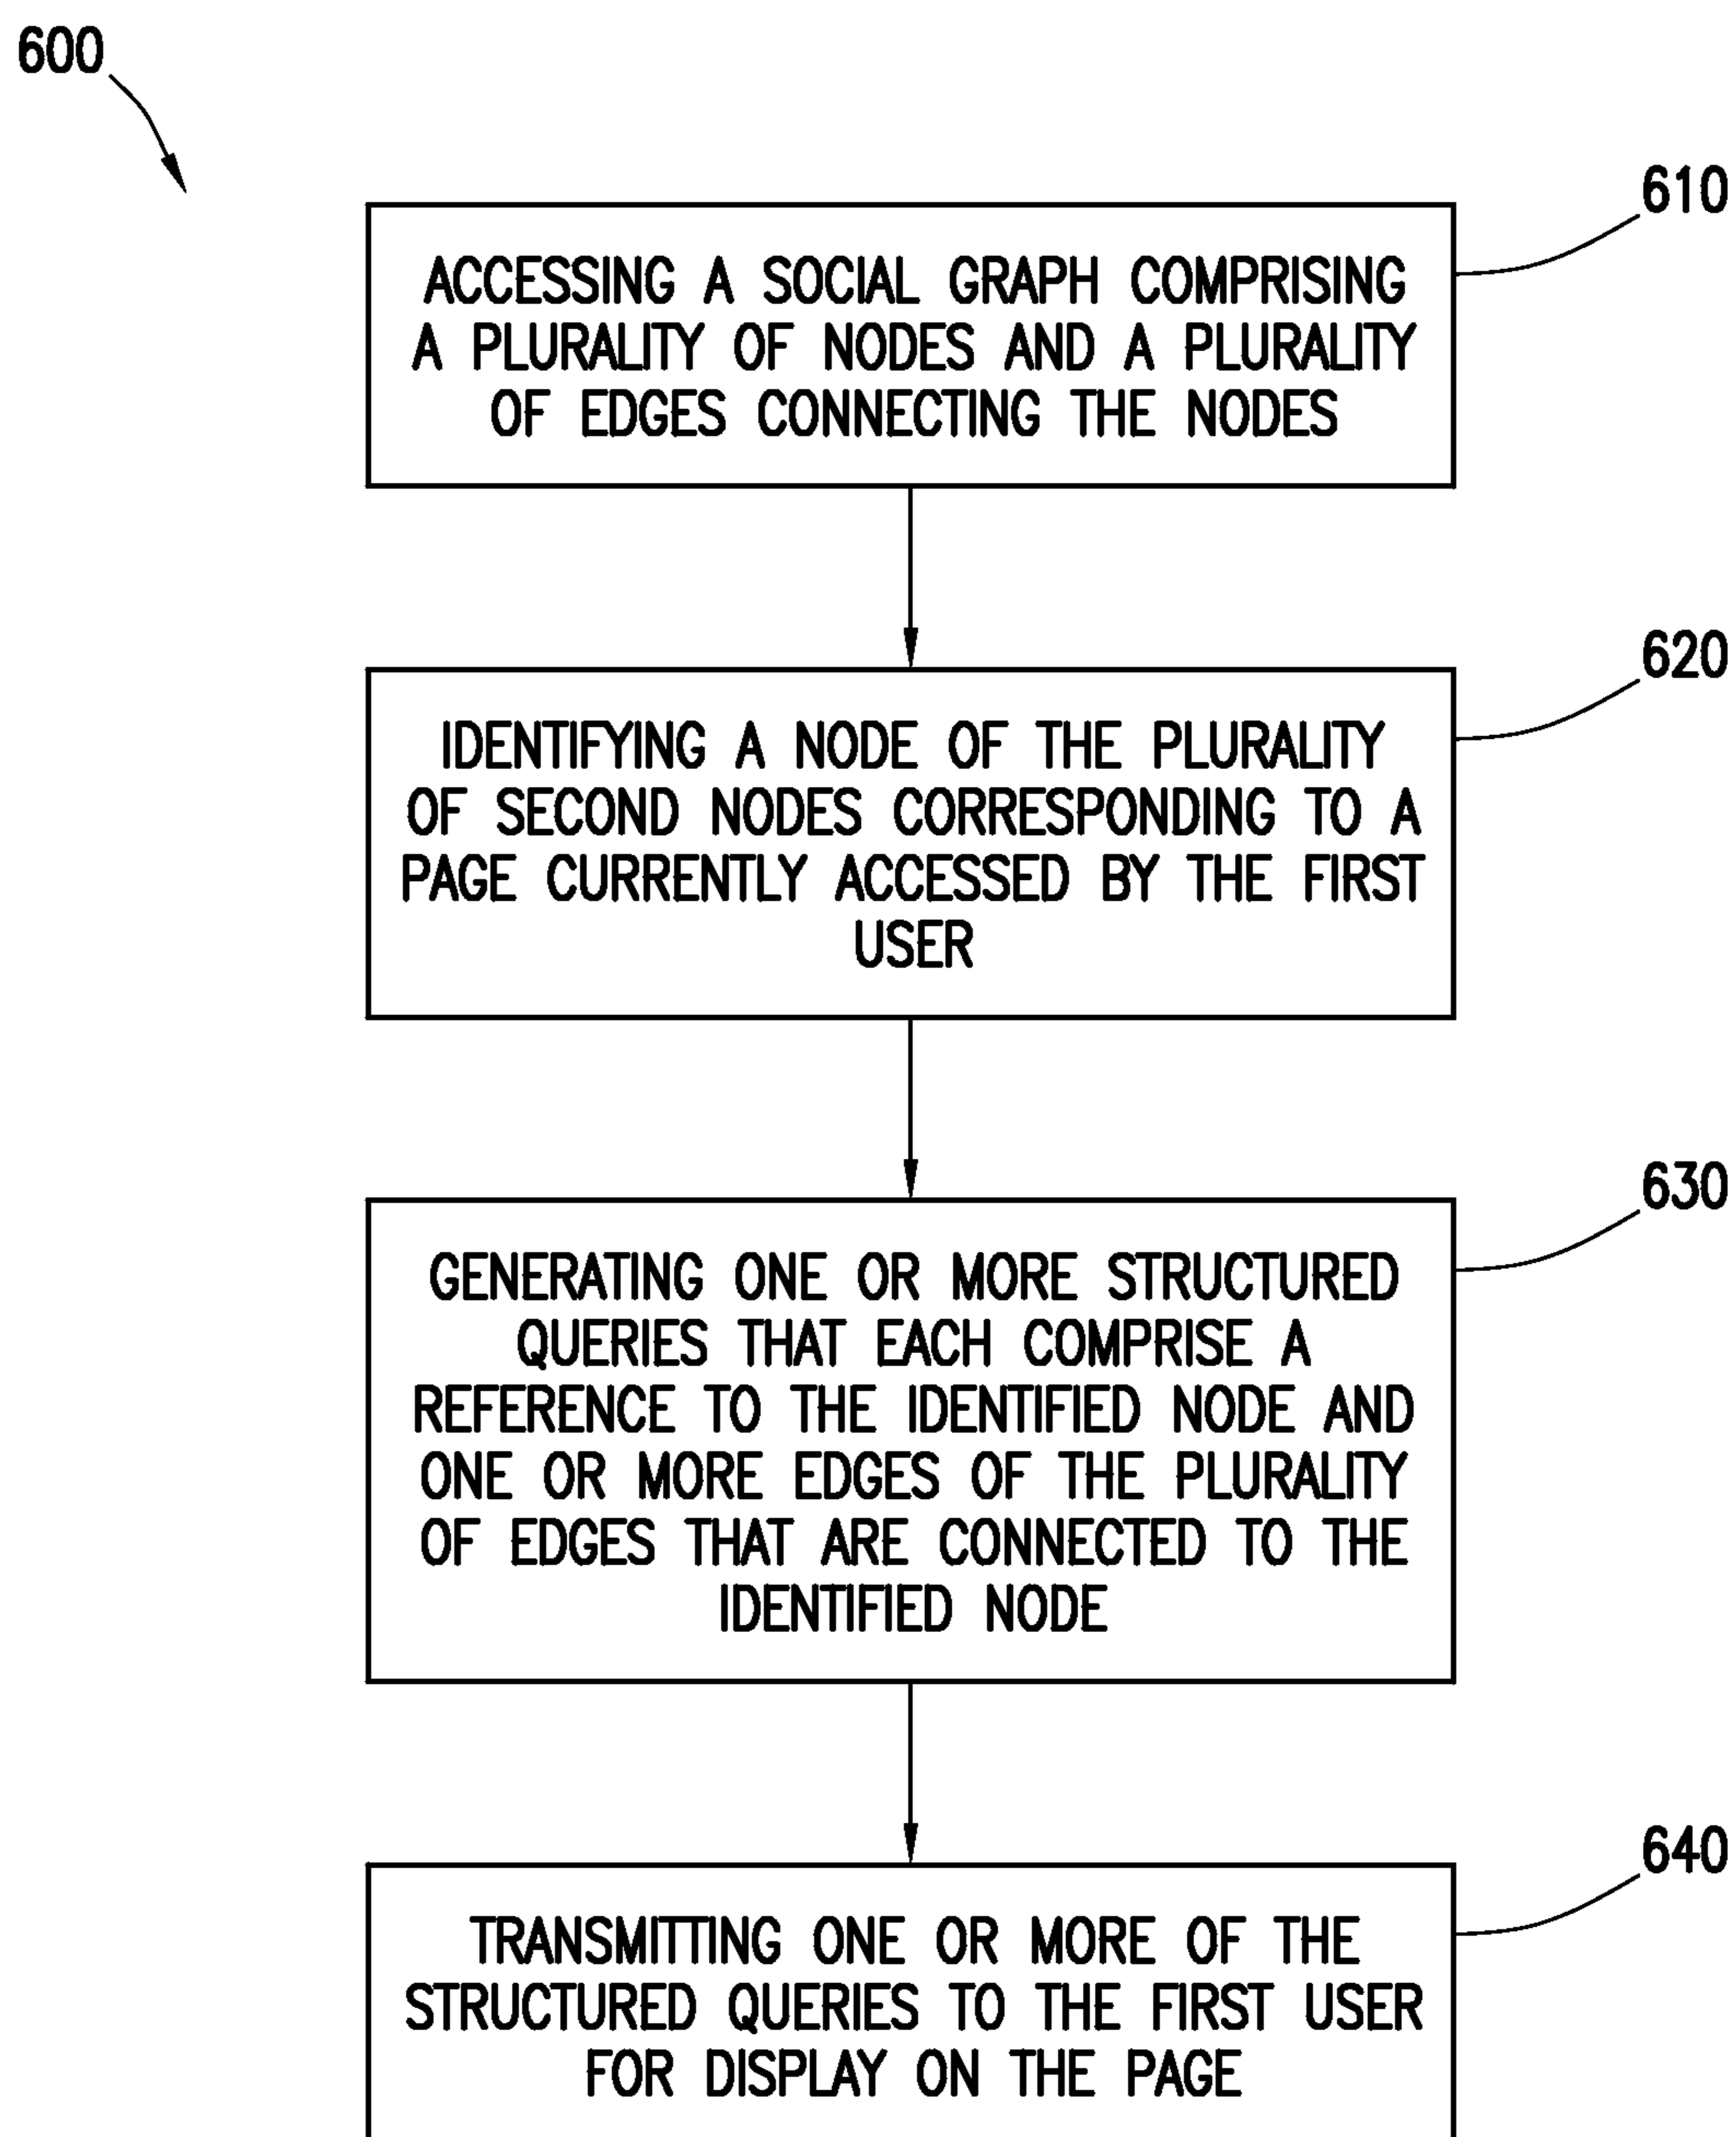 600
610
ACCESSING A SOCIAL GRAPH COMPRISING
A PLURALITY OF NODES AND A PLURALITY
OF EDGES CONNECTING THE NODES
620
IDENTIFYING A NODE OF THE PLURALITY
OF SECOND NODES CORRESPONDING TO A
PAGE CURRENTLY ACCESSED BY THE FIRST
USER
630
GENERATING ONE OR MORE STRUCTURED
QUERIES THAT EACH COMPRISE A
REFERENCE TO THE IDENTIFIED NODE AND
ONE OR MORE EDGES OF THE PLURALITY
OF EDGES THAT ARE CONNECTED TO THE
IDENTIFIED NODE
640
TRANSMITTING ONE OR MORE OF THE
STRUCTURED QUERIES TO THE FIRST USER
FOR DISPLAY ON THE PAGE